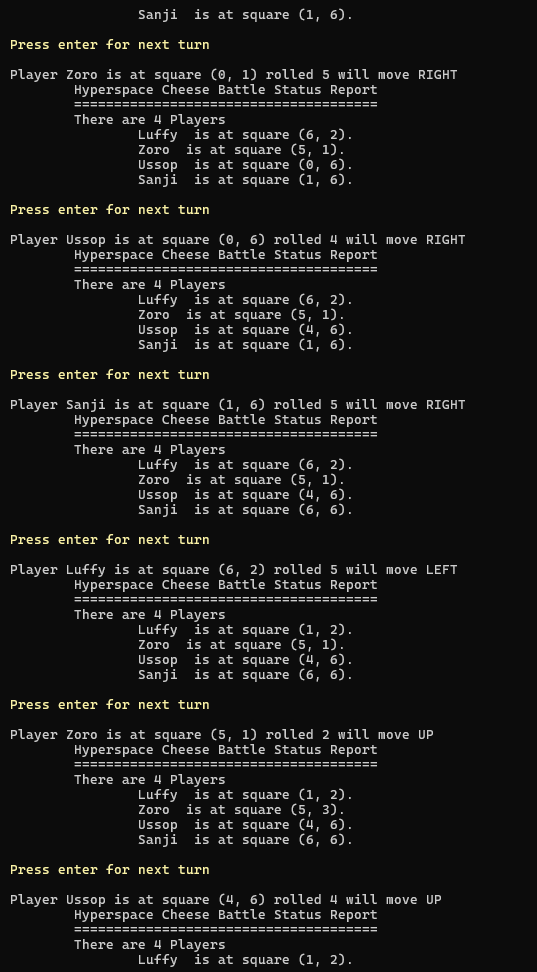 Sanji  is at square (1, 6).
Press enter for next turn
Player Zoro is at square (0, 1) rolled 5 will move RIGHT
Hyperspace Cheese Battle Status Report
======================================
There are 4 Players
Luffy  is at square (6, 2).
Zoro  is at square (5, 1).
Ussop  is at square (0, 6).
Sanji  is at square (1, 6).
Press enter for next turn
Player Ussop is at square (0, 6) rolled 4 will move RIGHT
Hyperspace Cheese Battle Status Report
======================================
There are 4 Players
Luffy  is at square (6, 2).
Zoro  is at square (5, 1).
Ussop  is at square (4, 6).
Sanji  is at square (1, 6).
Press enter for next turn
Player Sanji is at square (1, 6) rolled 5 will move RIGHT
Hyperspace Cheese Battle Status Report
======================================
There are 4 Players
Luffy  is at square (6, 2).
Zoro  is at square (5, 1).
Ussop  is at square (4, 6).
Sanji  is at square (6, 6).
Press enter for next turn
Player Luffy is at square (6, 2) rolled 5 will move LEFT
Hyperspace Cheese Battle Status Report
======================================
There are 4 Players
Luffy  is at square (1, 2).
Zoro  is at square (5, 1).
Ussop  is at square (4, 6).
Sanji  is at square (6, 6).
Press enter for next turn
Player Zoro is at square (5, 1) rolled 2 will move UP
Hyperspace Cheese Battle Status Report
======================================
There are 4 Players
Luffy  is at square (1, 2).
Zoro  is at square (5, 3).
Ussop  is at square (4, 6).
Sanji  is at square (6, 6).
Press enter for next turn
Player Ussop is at square (4, 6) rolled 4 will move UP
Hyperspace Cheese Battle Status Report
======================================
There are 4 Players
Luffy  is at square (1, 2).